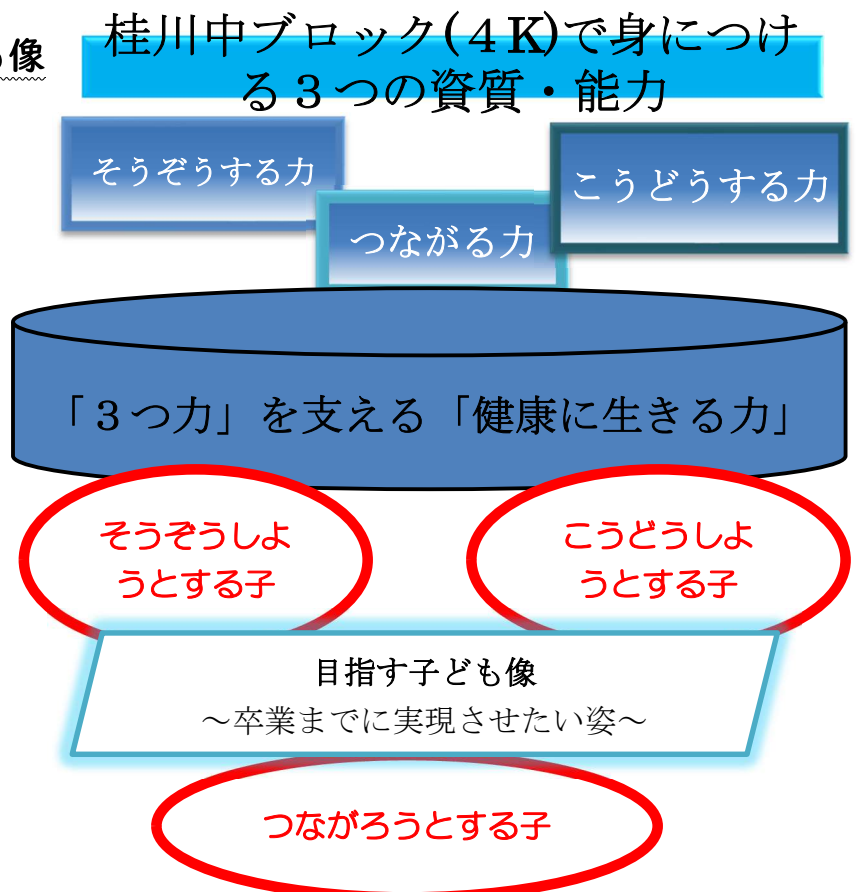 像
桂川中ブロック(４K)で身につけ
る３つの資質・能力
そうぞうする力
こうどうする力
つながる力
「３つ力」を支える「健康に生きる力」
そうぞうしよ
うとする子
こうどうしよ
うとする子
目指す子ども像
～卒業までに実現させたい姿～
つながろうとする子